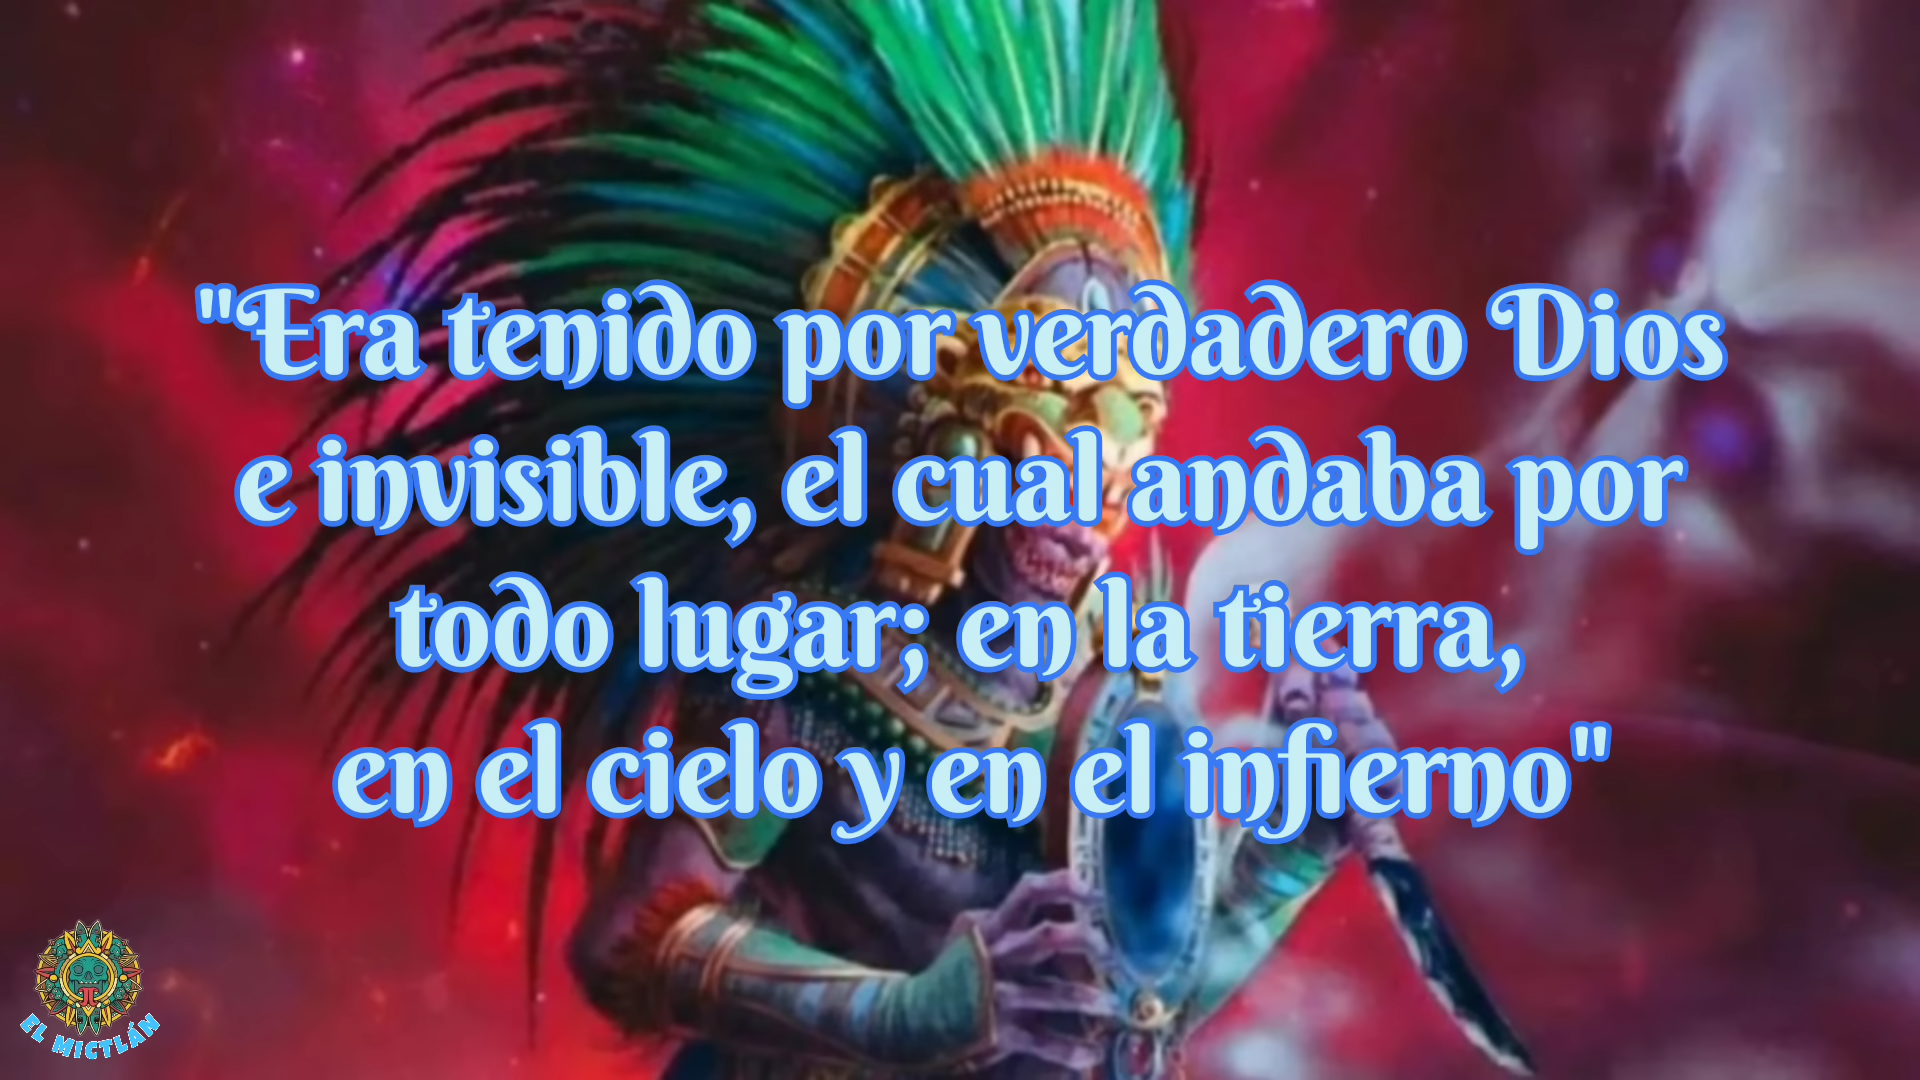 "Era tenido por verdadero Dios
e invisible, el cual andaba por
todo lugar; en la tierra,
en el cielo y en el infierno"
EL MICTLÁN